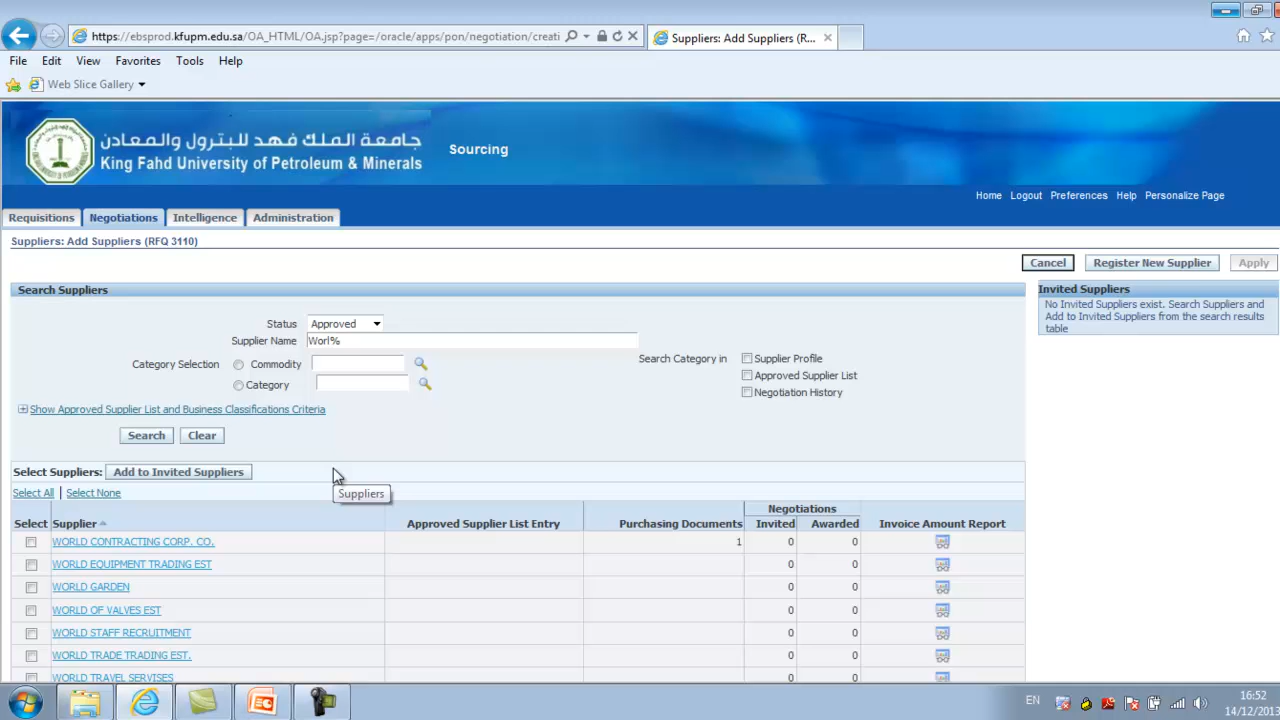 https://ebsprod.kfupm.edu.sa/OA_HTML/OA.jsp?page=/oracle/apps/pon/negotiation/creati
Suppliers: Add Suppliers (R...
File Edit View Favorites Tools Help
Web Slice Gallery
جامعة الملك فهد للبترول والمعادن
King Fahd University of Petroleum & Minerals
Sourcing
Home Logout Preferences Help Personalize Page
Requisitions Negotiations Intelligence Administration
Suppliers: Add Suppliers (RFQ 3110)
Cancel Register New Supplier Apply
Search Suppliers
Invited Suppliers
No Invited Suppliers exist. Search Suppliers and
Add to Invited Suppliers from the search results
table
Status Approved
Supplier Name Worl%
Category Selection Commodity
Category
Search Category in Supplier Profile
Approved Supplier List
Negotiation History
Show Approved Supplier List and Business Classifications Criteria
Search Clear
Select Suppliers: Add to Invited Suppliers
Select All | Select None
Suppliers
Negotiations
Select Supplier Approved Supplier List Entry Purchasing Documents Invited Awarded Invoice Amount Report
WORLD CONTRACTING CORP. CO. 1 0 0
WORLD EQUIPMENT TRADING EST 0 0
WORLD GARDEN 0 0
WORLD OF VALVES EST 0 0
WORLD STAFF RECRUITMENT 0 0
WORLD TRADE TRADING EST. 0 0
WORLD TRAVEL SERVISES 0 0
EN
16:52
14/12/2013